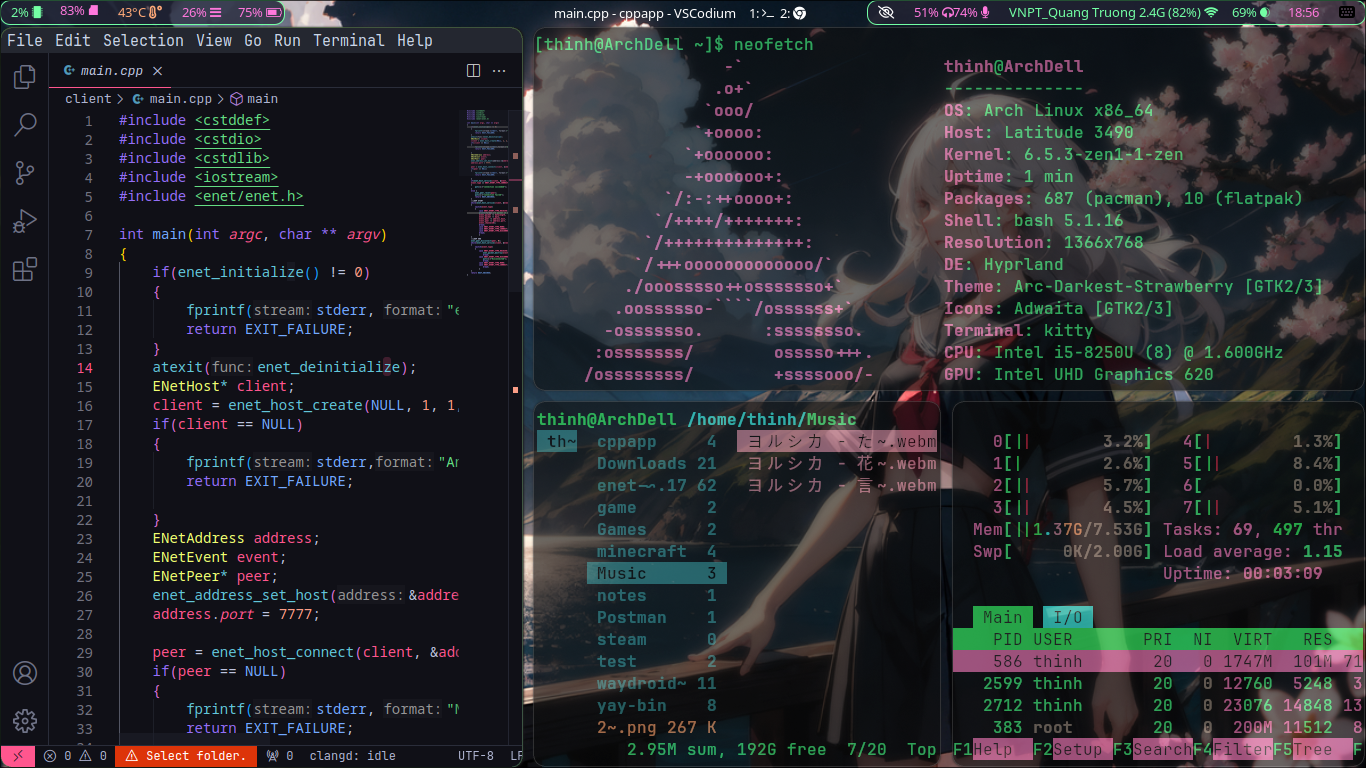 2% 83% 43°C 26% 75%
main.cpp - cppapp - VSCodium 1: 2:
51% 74% VNPT_Quang Truong 2.4G (82%) 69% 18:56
File Edit Selection View Go Run Terminal Help
main.cpp
client > main.cpp > main
1 #include <cstddef>
2 #include <cstdio>
3 #include <cstdlib>
4 #include <iostream>
5 #include <enet/enet.h>
6
7 int main(int argc, char ** argv)
8 {
9 if(enet_initialize() != 0)
10 {
11 fprintf(stream: stderr, format: "e
12 return EXIT_FAILURE;
13 }
14 atexit(func: enet_deinitialize);
15 ENetHost* client;
16 client = enet_host_create(NULL, 1, 1,
17 if(client == NULL)
18 {
19 fprintf(stream: stderr, format: "An
20 return EXIT_FAILURE;
21
22 }
23 ENetAddress address;
24 ENetEvent event;
25 ENetPeer* peer;
26 enet_address_set_host(address: &addre
27 address.port = 7777;
28
29 peer = enet_host_connect(client, &add
30 if(peer == NULL)
31 {
32 fprintf(stream: stderr, format: "N
33 return EXIT_FAILURE;
0 0 Select folder. 0 clangd: idle UTF-8 LF
[thinh@ArchDell ~]$ neofetch
-`
.o+`
`ooo/
`+oooo:
`+oooooo:
-+oooooo+:
`/:-:++oooo+:
`/++++/+++++++:
`/++++++++++++++:
`/+++ooooooooooooo/`
./ooosssso++osssssso+`
.oossssso-````/ossssss+`
-osssssso. :ssssssso.
:osssssss/ osssso+++.
/ossssssss/ +ssssooo/-
thinh@ArchDell
--------------
OS: Arch Linux x86_64
Host: Latitude 3490
Kernel: 6.5.3-zen1-1-zen
Uptime: 1 min
Packages: 687 (pacman), 10 (flatpak)
Shell: bash 5.1.16
Resolution: 1366x768
DE: Hyprland
Theme: Arc-Darkest-Strawberry [GTK2/3]
Icons: Adwaita [GTK2/3]
Terminal: kitty
CPU: Intel i5-8250U (8) @ 1.600GHz
GPU: Intel UHD Graphics 620
thinh@ArchDell /home/thinh/Music
th~ cppapp 4 ヨルシカ - た~.webm
Downloads 21 ヨルシカ - 花~.webm
enet-~.17 62 ヨルシカ - 言~.webm
game 2
Games 2
minecraft 4
Music 3
notes 1
Postman 1
steam 0
test 2
waydroid~ 11
yay-bin 8
2~.png 267 K
2.95M sum, 192G free 7/20 Top
0[|| 3.2%] 4[| 1.3%]
1[| 2.6%] 5[|| 8.4%]
2[|| 5.7%] 6[ 0.0%]
3[|| 4.5%] 7[|| 5.1%]
Mem[||1.37G/7.53G] Tasks: 69, 497 thr
Swp[ 0K/2.00G] Load average: 1.15
Uptime: 00:03:09
Main I/O
PID USER PRI NI VIRT RES
586 thinh 20 0 1747M 101M 71
2599 thinh 20 0 12760 5248 3
2712 thinh 20 0 23076 14848 13
383 root 20 0 200M 11512 8
F1Help F2Setup F3SearchF4FilterF5Tree F